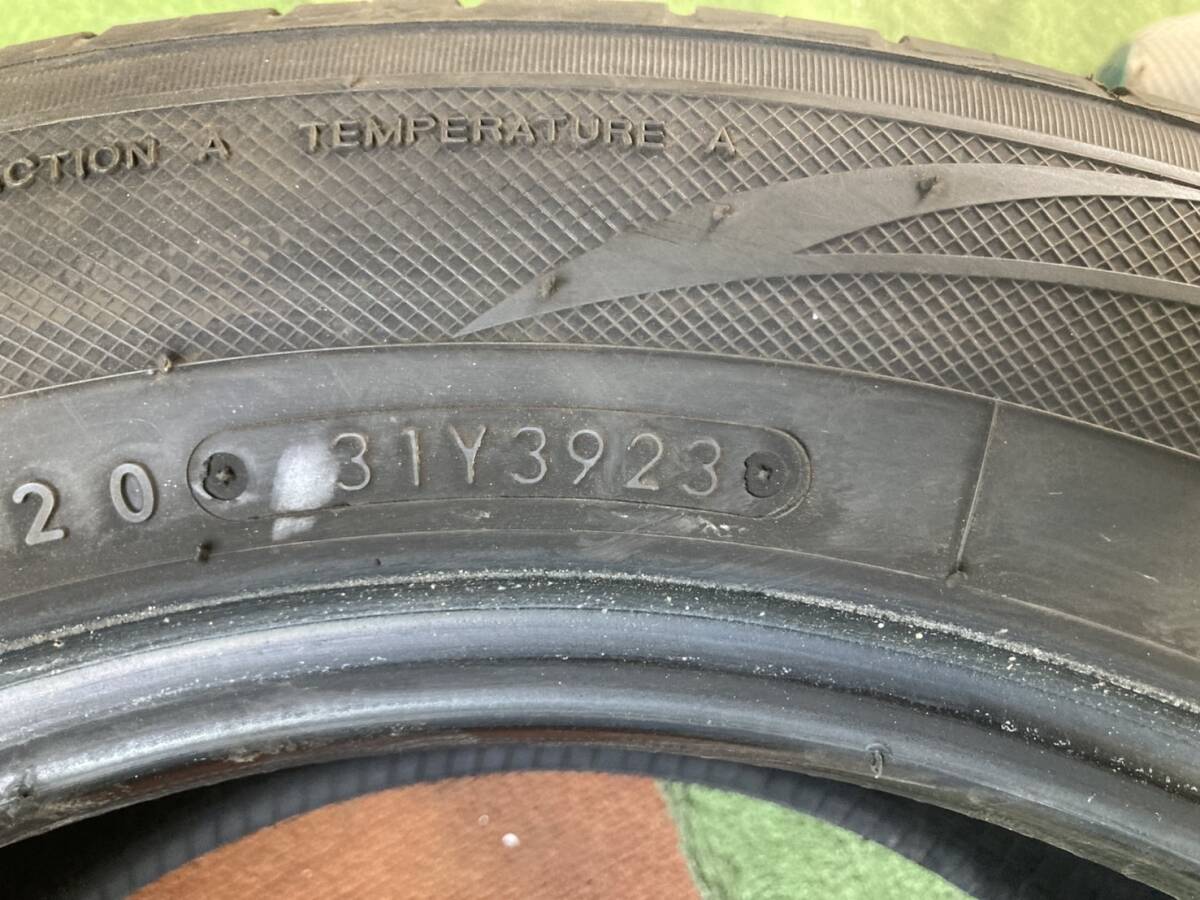 CTION A TEMPERATURE A
20 31Y3923